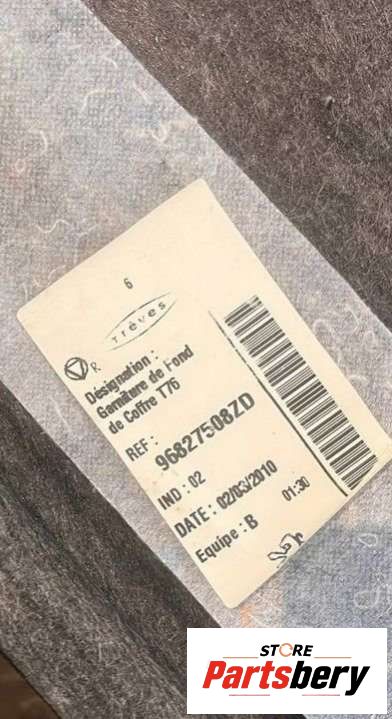 6
Trèves
R
Désignation :
Garniture de Fond
de Coffre T76
REF :
96827508ZD
IND : 02
DATE : 02/03/2010
01:30
Equipe : B
STORE
Partsbery